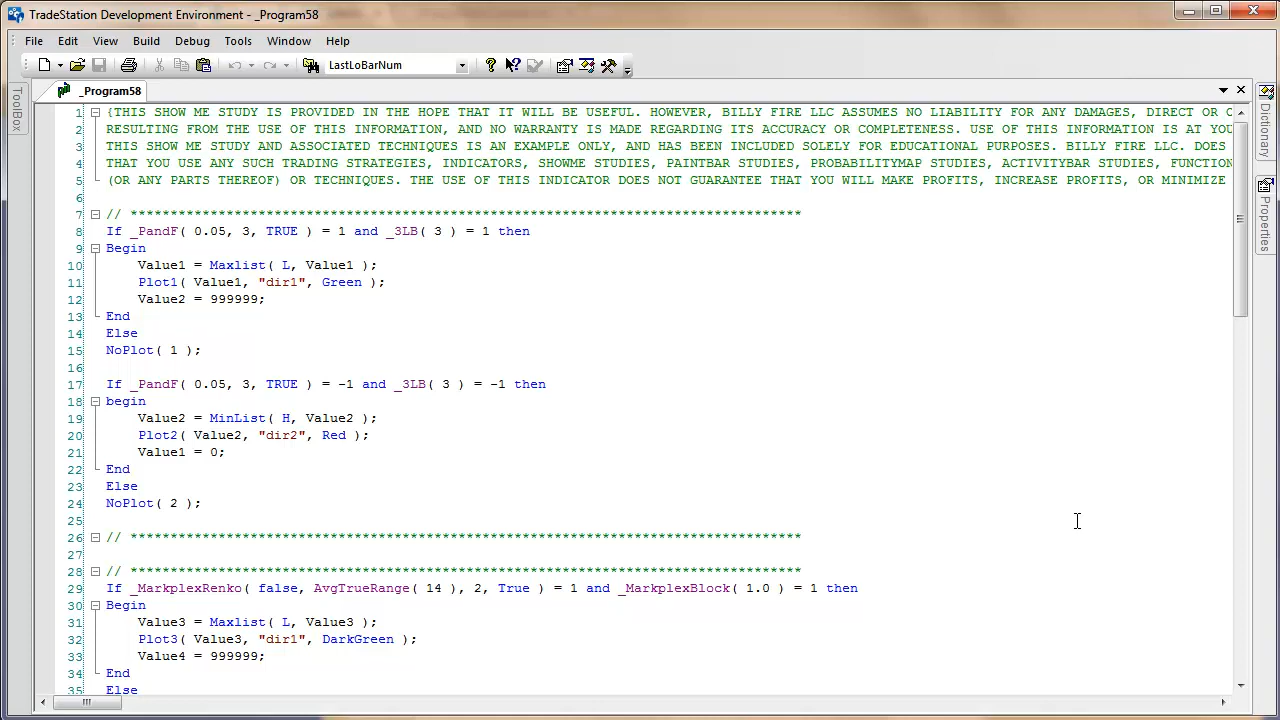 TradeStation Development Environment - _Program58
File Edit View Build Debug Tools Window Help
LastLoBarNum
_Program58
ToolBox
Dictionary
Properties
1 {THIS SHOW ME STUDY IS PROVIDED IN THE HOPE THAT IT WILL BE USEFUL. HOWEVER, BILLY FIRE LLC ASSUMES NO LIABILITY FOR ANY DAMAGES, DIRECT OR
2 RESULTING FROM THE USE OF THIS INFORMATION, AND NO WARRANTY IS MADE REGARDING ITS ACCURACY OR COMPLETENESS. USE OF THIS INFORMATION IS AT
3 THIS SHOW ME STUDY AND ASSOCIATED TECHNIQUES IS AN EXAMPLE ONLY, AND HAS BEEN INCLUDED SOLELY FOR EDUCATIONAL PURPOSES. BILLY FIRE LLC. DOES
4 THAT YOU USE ANY SUCH TRADING STRATEGIES, INDICATORS, SHOWME STUDIES, PAINTBAR STUDIES, PROBABILITYMAP STUDIES, ACTIVITYBAR STUDIES, FUNCTION
5 (OR ANY PARTS THEREOF) OR TECHNIQUES. THE USE OF THIS INDICATOR DOES NOT GUARANTEE THAT YOU WILL MAKE PROFITS, INCREASE PROFITS, OR MINIMIZE
6
7 // ************************************************************************************
8 If _PandF( 0.05, 3, TRUE ) = 1 and _3LB( 3 ) = 1 then
9 Begin
10 Value1 = Maxlist( L, Value1 );
11 Plot1( Value1, "dir1", Green );
12 Value2 = 999999;
13 End
14 Else
15 NoPlot( 1 );
16
17 If _PandF( 0.05, 3, TRUE ) = -1 and _3LB( 3 ) = -1 then
18 begin
19 Value2 = MinList( H, Value2 );
20 Plot2( Value2, "dir2", Red );
21 Value1 = 0;
22 End
23 Else
24 NoPlot( 2 );
25
26 // ************************************************************************************
27
28 // ************************************************************************************
29 If _MarkplexRenko( false, AvgTrueRange( 14 ), 2, True ) = 1 and _MarkplexBlock( 1.0 ) = 1 then
30 Begin
31 Value3 = Maxlist( L, Value3 );
32 Plot3( Value3, "dir1", DarkGreen );
33 Value4 = 999999;
34 End
35 Else